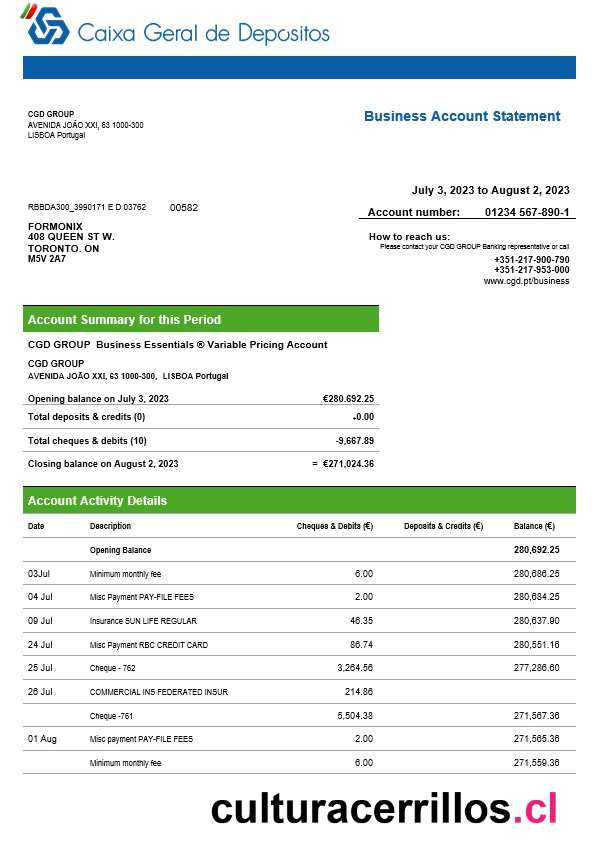 Caixa Geral de Depósitos
CGD GROUP
AVENIDA JOÃO XXI, 63 1000-300
LISBOA Portugal
Business Account Statement
July 3, 2023 to August 2, 2023
RBBDA300_3990171 E D 03762 00582
Account number: 01234 567-890-1
FORMONIX
408 QUEEN ST W.
TORONTO. ON
M5V 2A7
How to reach us:
Please contact your CGD GROUP Banking representative or call
+351-217-900-790
+351-217-953-000
www.cgd.pt/business
Account Summary for this Period
CGD GROUP Business Essentials ® Variable Pricing Account
CGD GROUP
AVENIDA JOÃO XXI, 63 1000-300, LISBOA Portugal
Opening balance on July 3, 2023 €280.692.25
Total deposits & credits (0) +0.00
Total cheques & debits (10) -9,667.89
Closing balance on August 2, 2023 = €271,024.36
Account Activity Details
Date Description Cheques & Debits (€) Deposits & Credits (€) Balance (€)
Opening Balance 280,692.25
03Jul Minimum monthly fee 6.00 280,686.25
04 Jul Misc Payment PAY-FILE FEES 2.00 280,684.25
09 Jul Insurance SUN LIFE REGULAR 46.35 280,637.90
24 Jul Misc Payment RBC CREDIT CARD 86.74 280,551.16
25 Jul Cheque - 762 3,264.56 277,286.60
26 Jul COMMERCIAL INS FEDERATED INSUR 214.86
Cheque -761 5,504.38 271,567.36
01 Aug Misc payment PAY-FILE FEES 2.00 271,565.36
Minimum monthly fee 6.00 271,559.36
culturacerrillos.cl